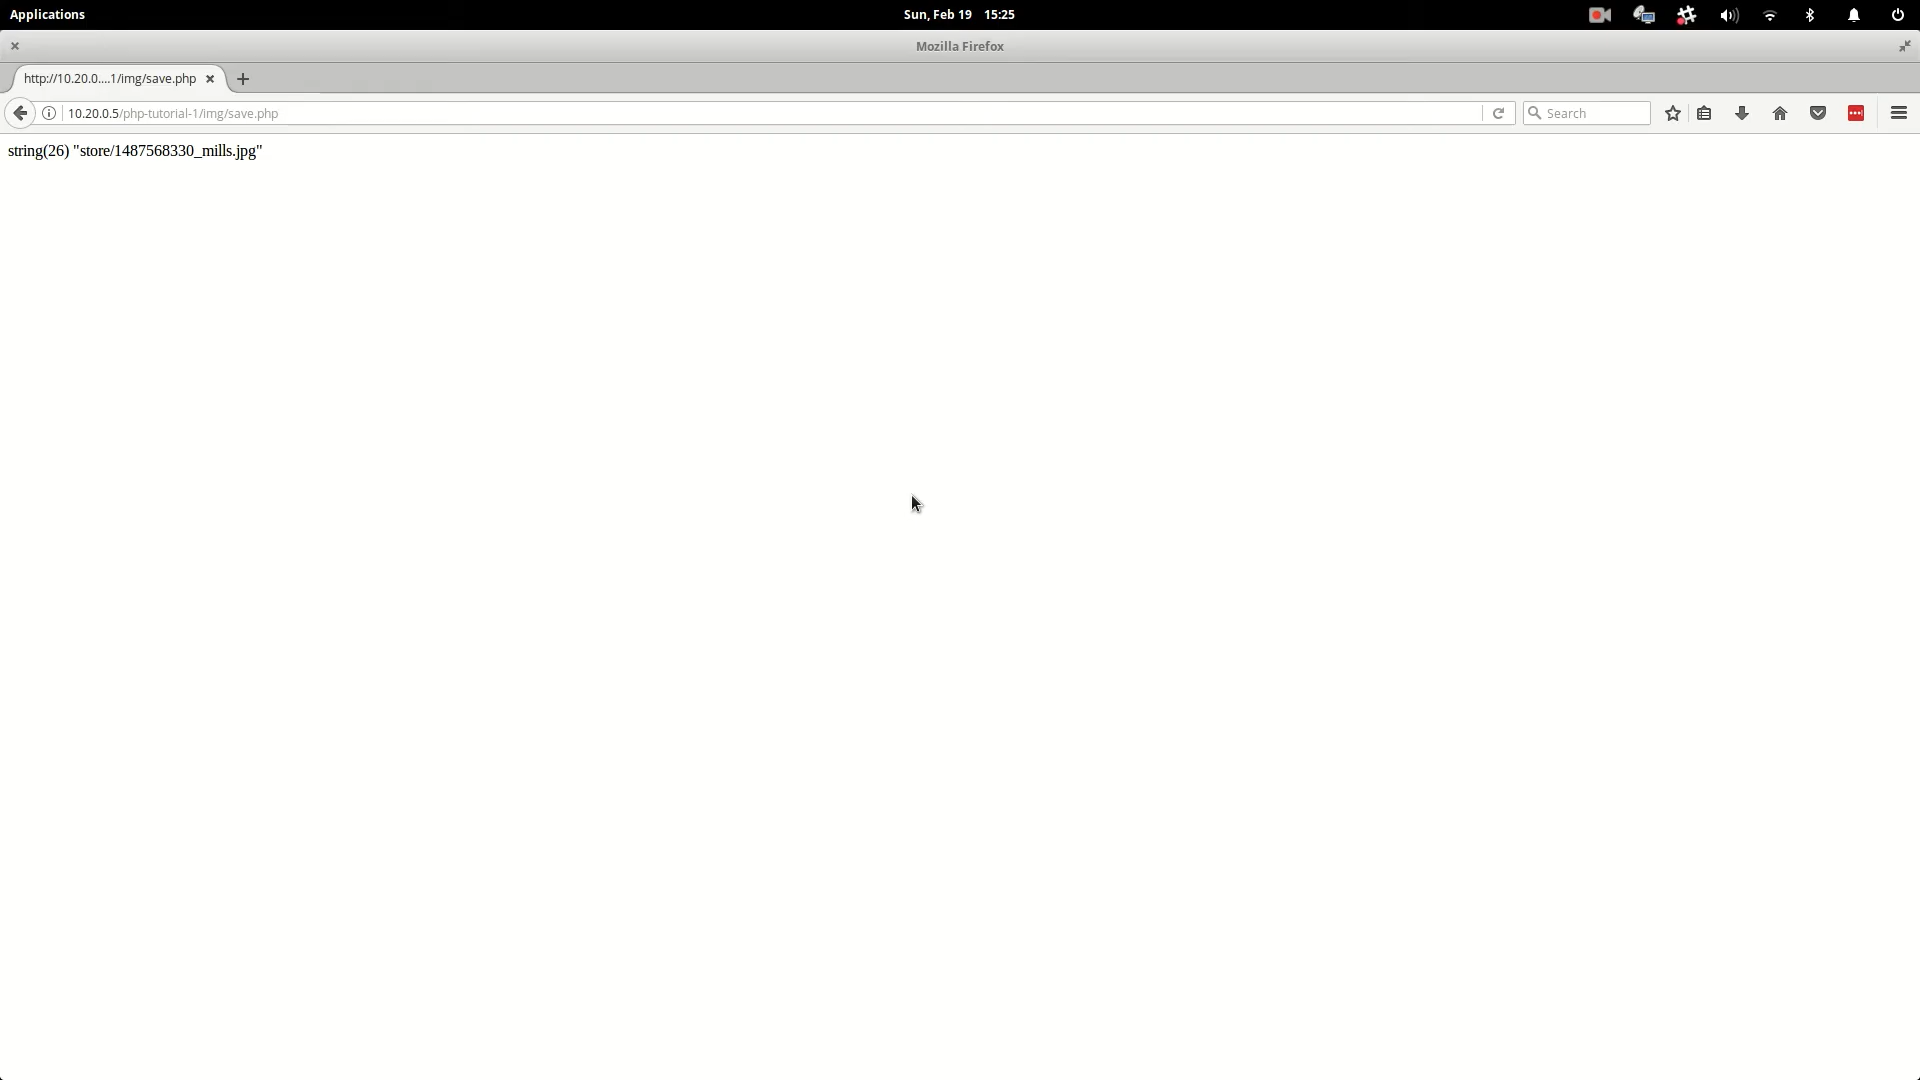 Applications
Sun, Feb 19 15:25
Mozilla Firefox
http://10.20.0....1/img/save.php
10.20.0.5/php-tutorial-1/img/save.php
Search
string(26) "store/1487568330_mills.jpg"